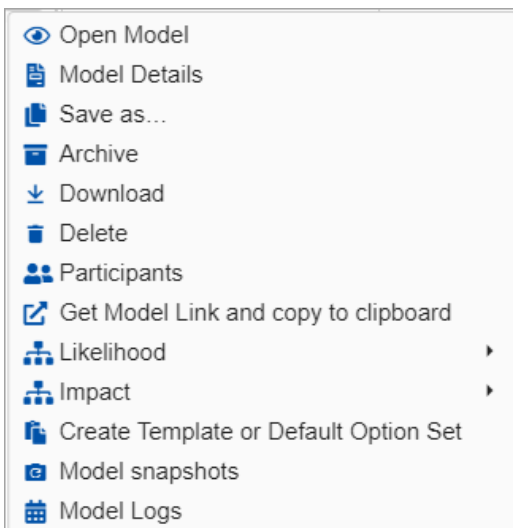 Open Model
Model Details
Save as...
Archive
Download
Delete
Participants
Get Model Link and copy to clipboard
Likelihood
Impact
Create Template or Default Option Set
Model snapshots
Model Logs